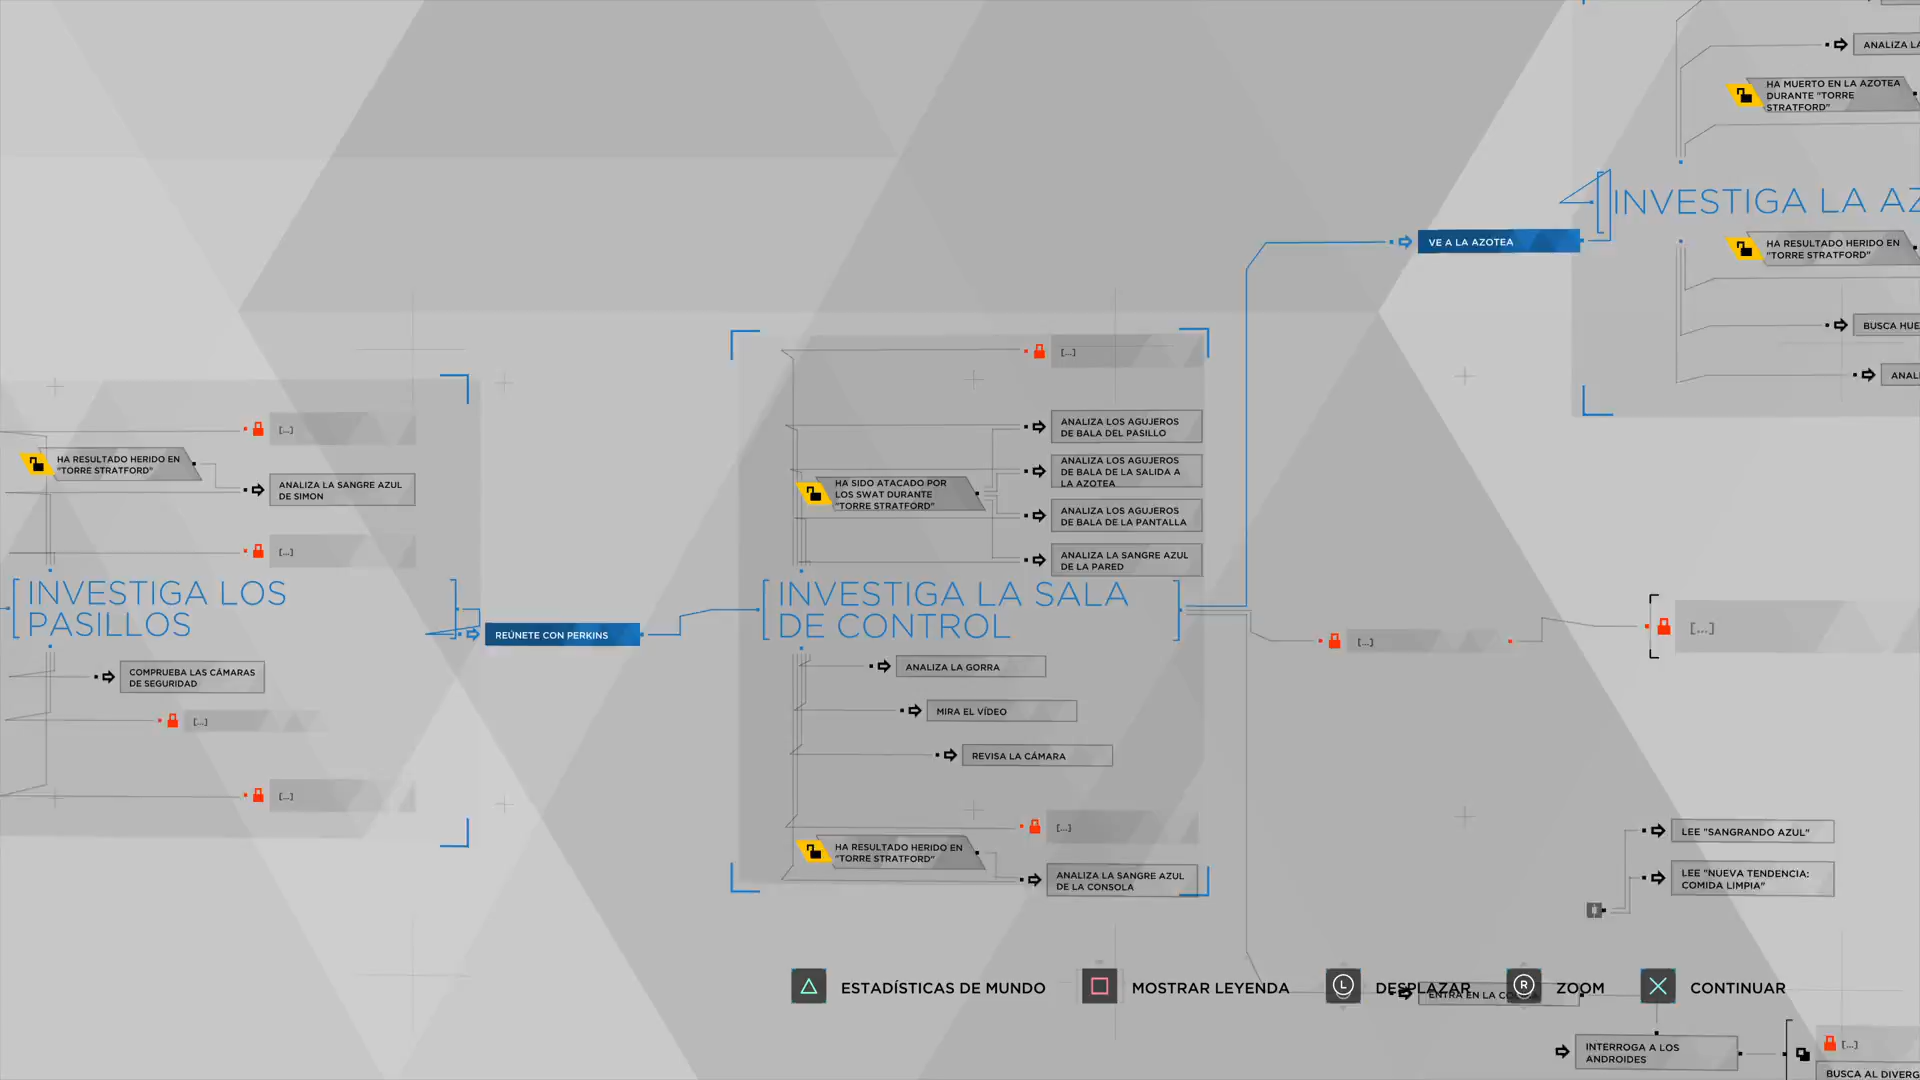 ANALIZA
HA MUERTO EN LA AZOTEA
DURANTE "TORRE
STRATFORD"
INVESTIGA LA AZ
VE A LA AZOTEA
HA RESULTADO HERIDO EN
"TORRE STRATFORD"
BUSCA
[...]
[...]
ANALIZA LOS AGUJEROS
DE BALA DEL PASILLO
HA RESULTADO HERIDO EN
"TORRE STRATFORD"
ANALIZA LA SANGRE AZUL
DE SIMON
ANALIZA LOS AGUJEROS
DE BALA DE LA SALIDA A
LA AZOTEA
HA SIDO ATACADO POR
LOS SWAT DURANTE
"TORRE STRATFORD"
ANALIZA LOS AGUJEROS
DE BALA DE LA PANTALLA
[...]
ANALIZA LA SANGRE AZUL
DE LA PARED
INVESTIGA LOS
PASILLOS
REÚNETE CON PERKINS
INVESTIGA LA SALA
DE CONTROL
[...]
[...]
COMPRUEBA LAS CÁMARAS
DE SEGURIDAD
ANALIZA LA GORRA
[...]
MIRA EL VÍDEO
REVISA LA CÁMARA
[...]
[...]
HA RESULTADO HERIDO EN
"TORRE STRATFORD"
ANALIZA LA SANGRE AZUL
DE LA CONSOLA
LEE "SANGRANDO AZUL"
LEE "NUEVA TENDENCIA:
COMIDA LIMPIA"
ESTADÍSTICAS DE MUNDO
MOSTRAR LEYENDA
L
DESPLAZAR
R
ZOOM
CONTINUAR
ENTRA EN LA
INTERROGA A LOS
ANDROIDES
[...]
BUSCA AL DIVERG